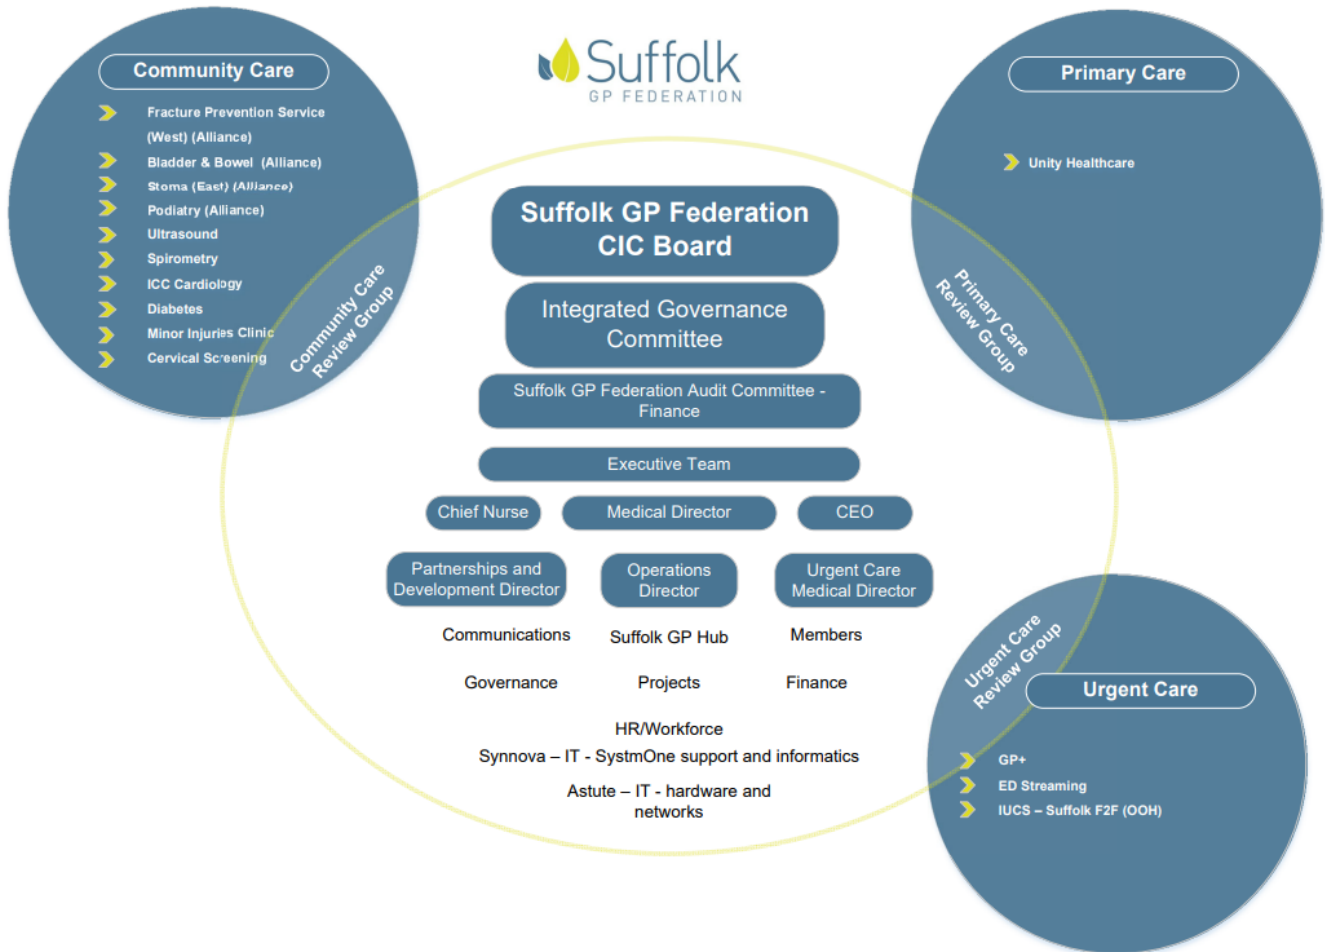 Suffolk
GP FEDERATION
Community Care
Fracture Prevention Service
(West) (Alliance)
Bladder & Bowel (Alliance)
Stoma (East) (Alliance)
Podiatry (Alliance)
Ultrasound
Spirometry
ICC Cardiology
Diabetes
Minor Injuries Clinic
Cervical Screening
Community Care
Review Group
Primary Care
Unity Healthcare
Primary Care
Review Group
Suffolk GP Federation
CIC Board
Integrated Governance
Committee
Suffolk GP Federation Audit Committee -
Finance
Executive Team
Chief Nurse
Medical Director
CEO
Partnerships and
Development Director
Operations
Director
Urgent Care
Medical Director
Communications
Suffolk GP Hub
Members
Governance
Projects
Finance
HR/Workforce
Synnova – IT - SystmOne support and informatics
Astute – IT - hardware and
networks
Urgent Care
Review Group
Urgent Care
GP+
ED Streaming
IUCS – Suffolk F2F (OOH)